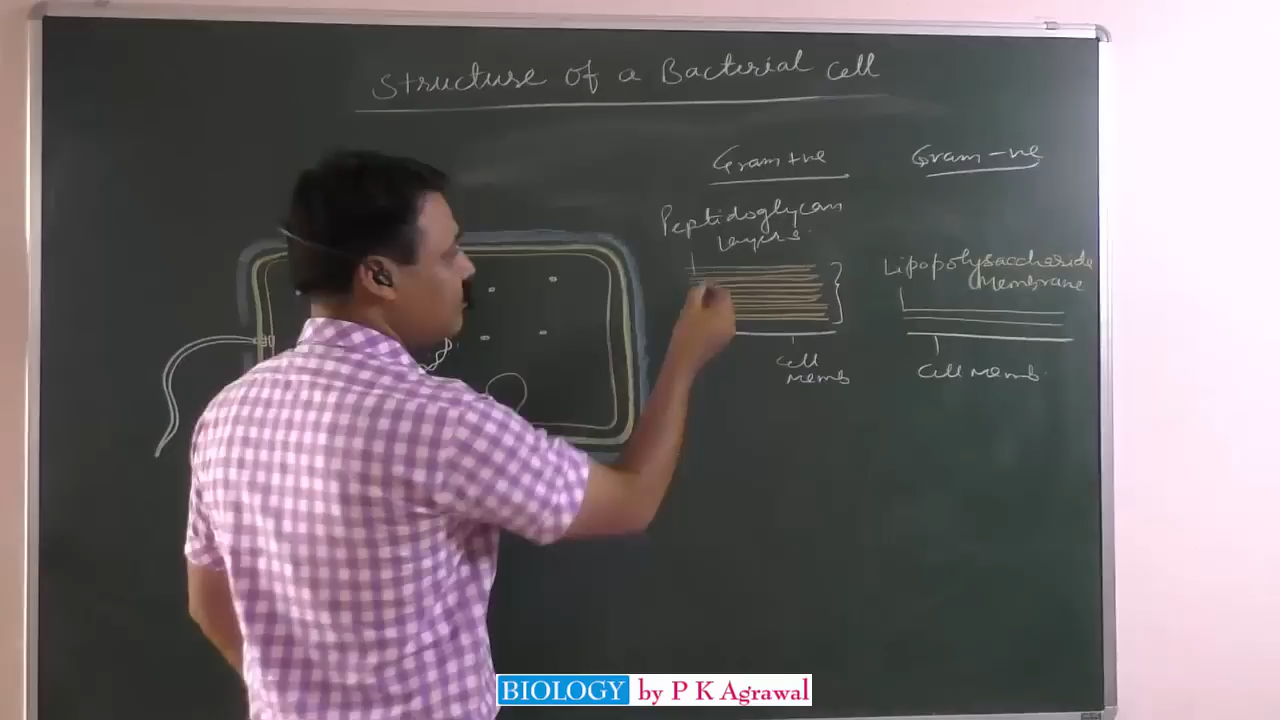 Structure of a Bacterial cell
Gram +ve
Gram -ve
Peptidoglycan
layers
Lipopolysaccharide
Membrane
Cell
Memb
Cell Memb.
BIOLOGY by P K Agrawal